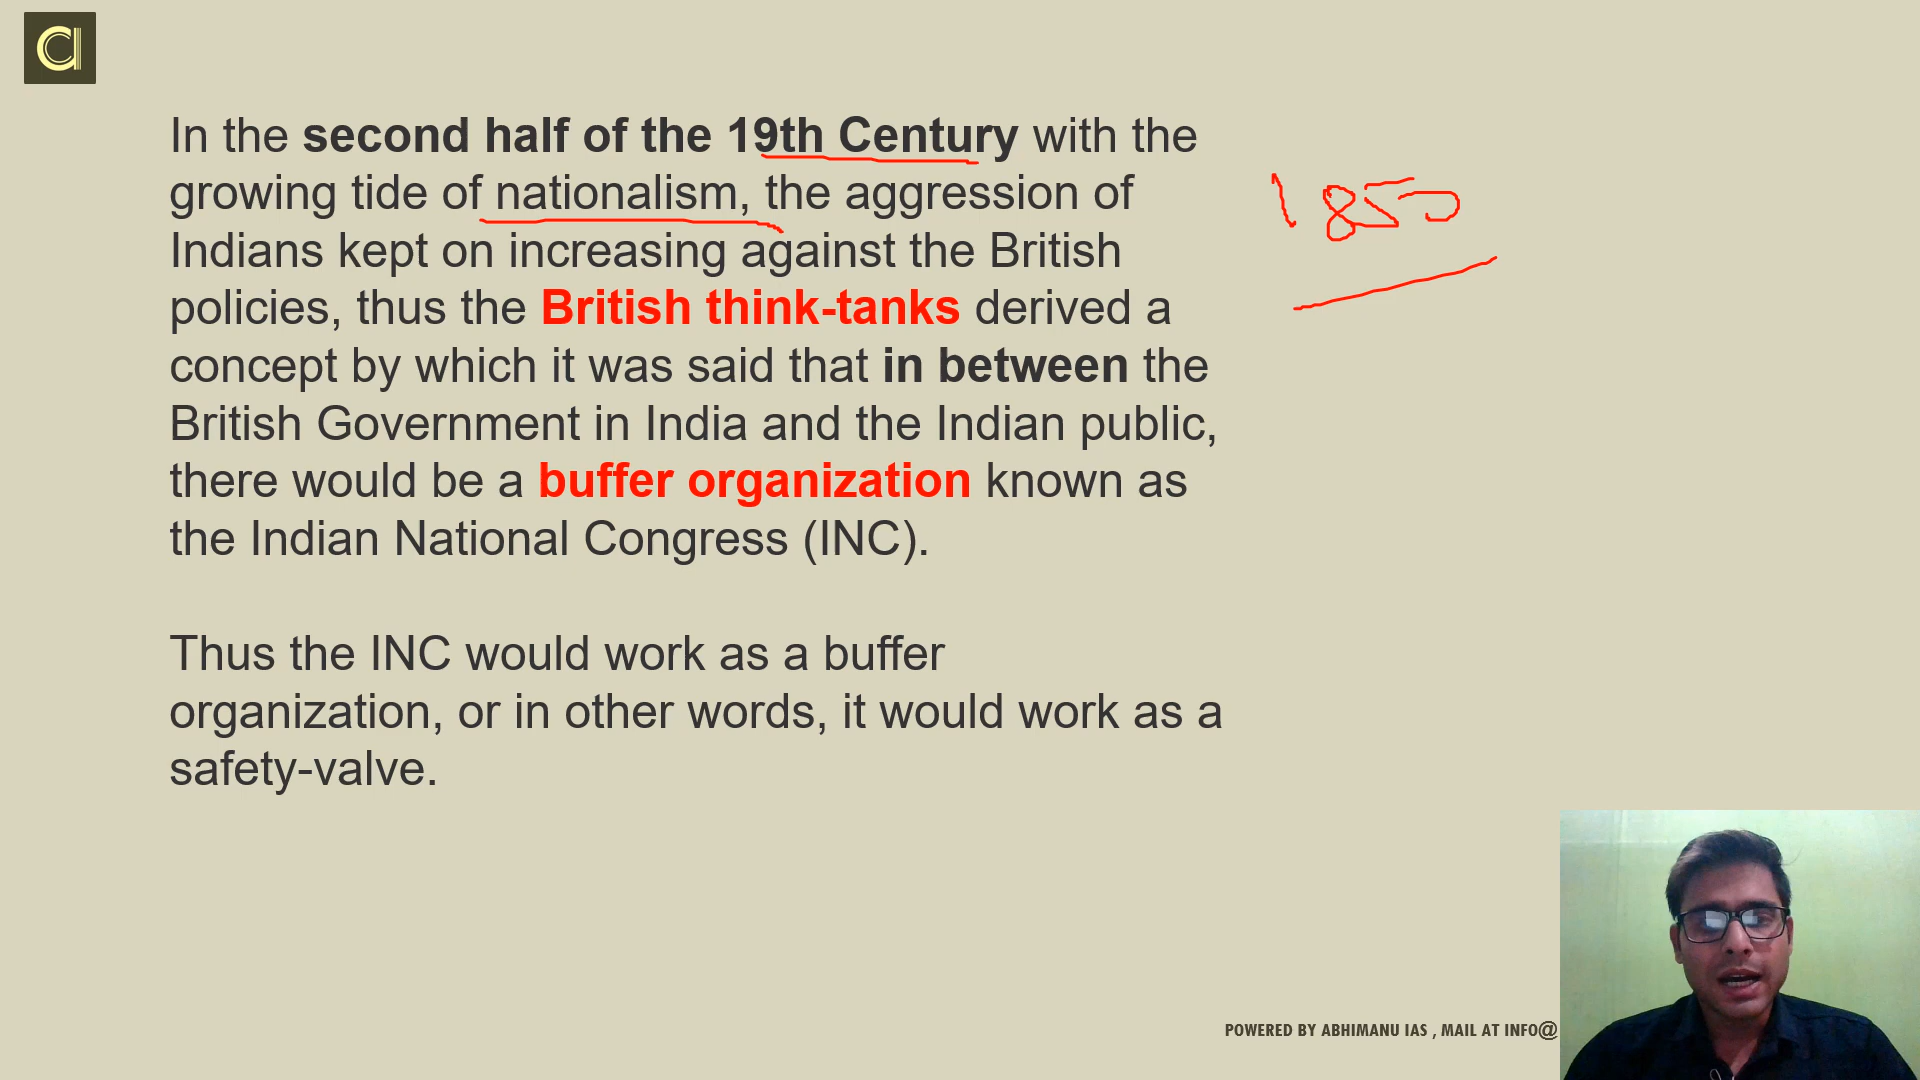 In the second half of the 19th Century with the
growing tide of nationalism, the aggression of
Indians kept on increasing against the British
policies, thus the British think-tanks derived a
concept by which it was said that in between the
British Government in India and the Indian public,
there would be a buffer organization known as
the Indian National Congress (INC).
Thus the INC would work as a buffer
organization, or in other words, it would work as a
safety-valve.
1850
POWERED BY ABHIMANU IAS , MAIL AT INFO@